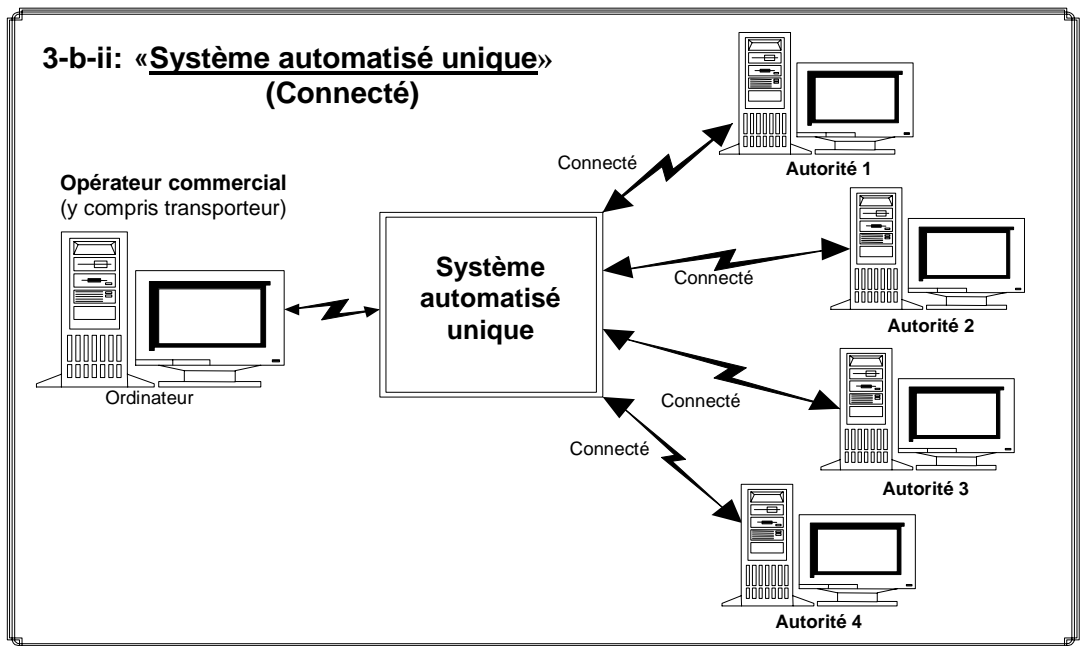 3-b-ii: «Système automatisé unique»
(Connecté)
Opérateur commercial
(y compris transporteur)
Ordinateur
Système
automatisé
unique
Connecté
Autorité 1
Connecté
Autorité 2
Connecté
Autorité 3
Connecté
Autorité 4